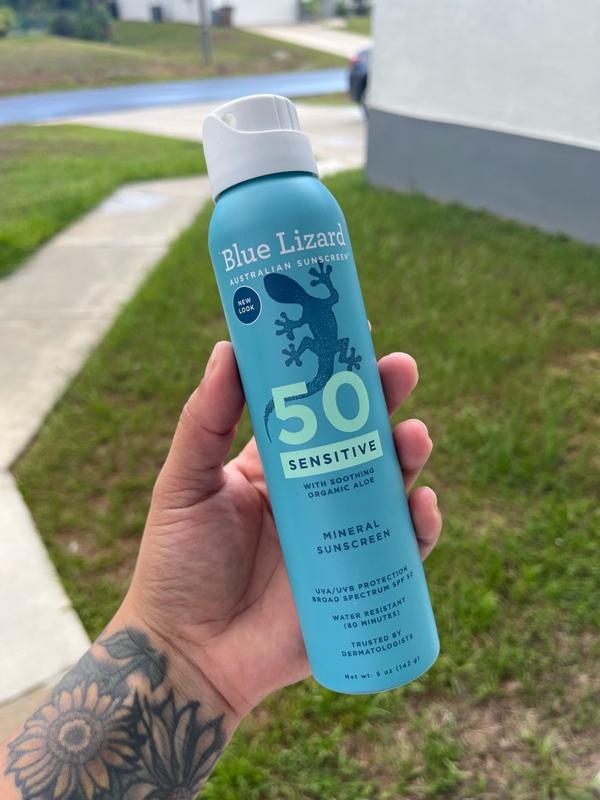 Blue Lizard
AUSTRALIAN SUNSCREEN
NEW
LOOK
50
SENSITIVE
WITH SOOTHING
ORGANIC ALOE
MINERAL
SUNSCREEN
UVA/UVB PROTECTION
BROAD SPECTRUM SPF 50
WATER RESISTANT
(80 MINUTES)
TRUSTED BY
DERMATOLOGISTS
Net wt. 5 oz (142 g)